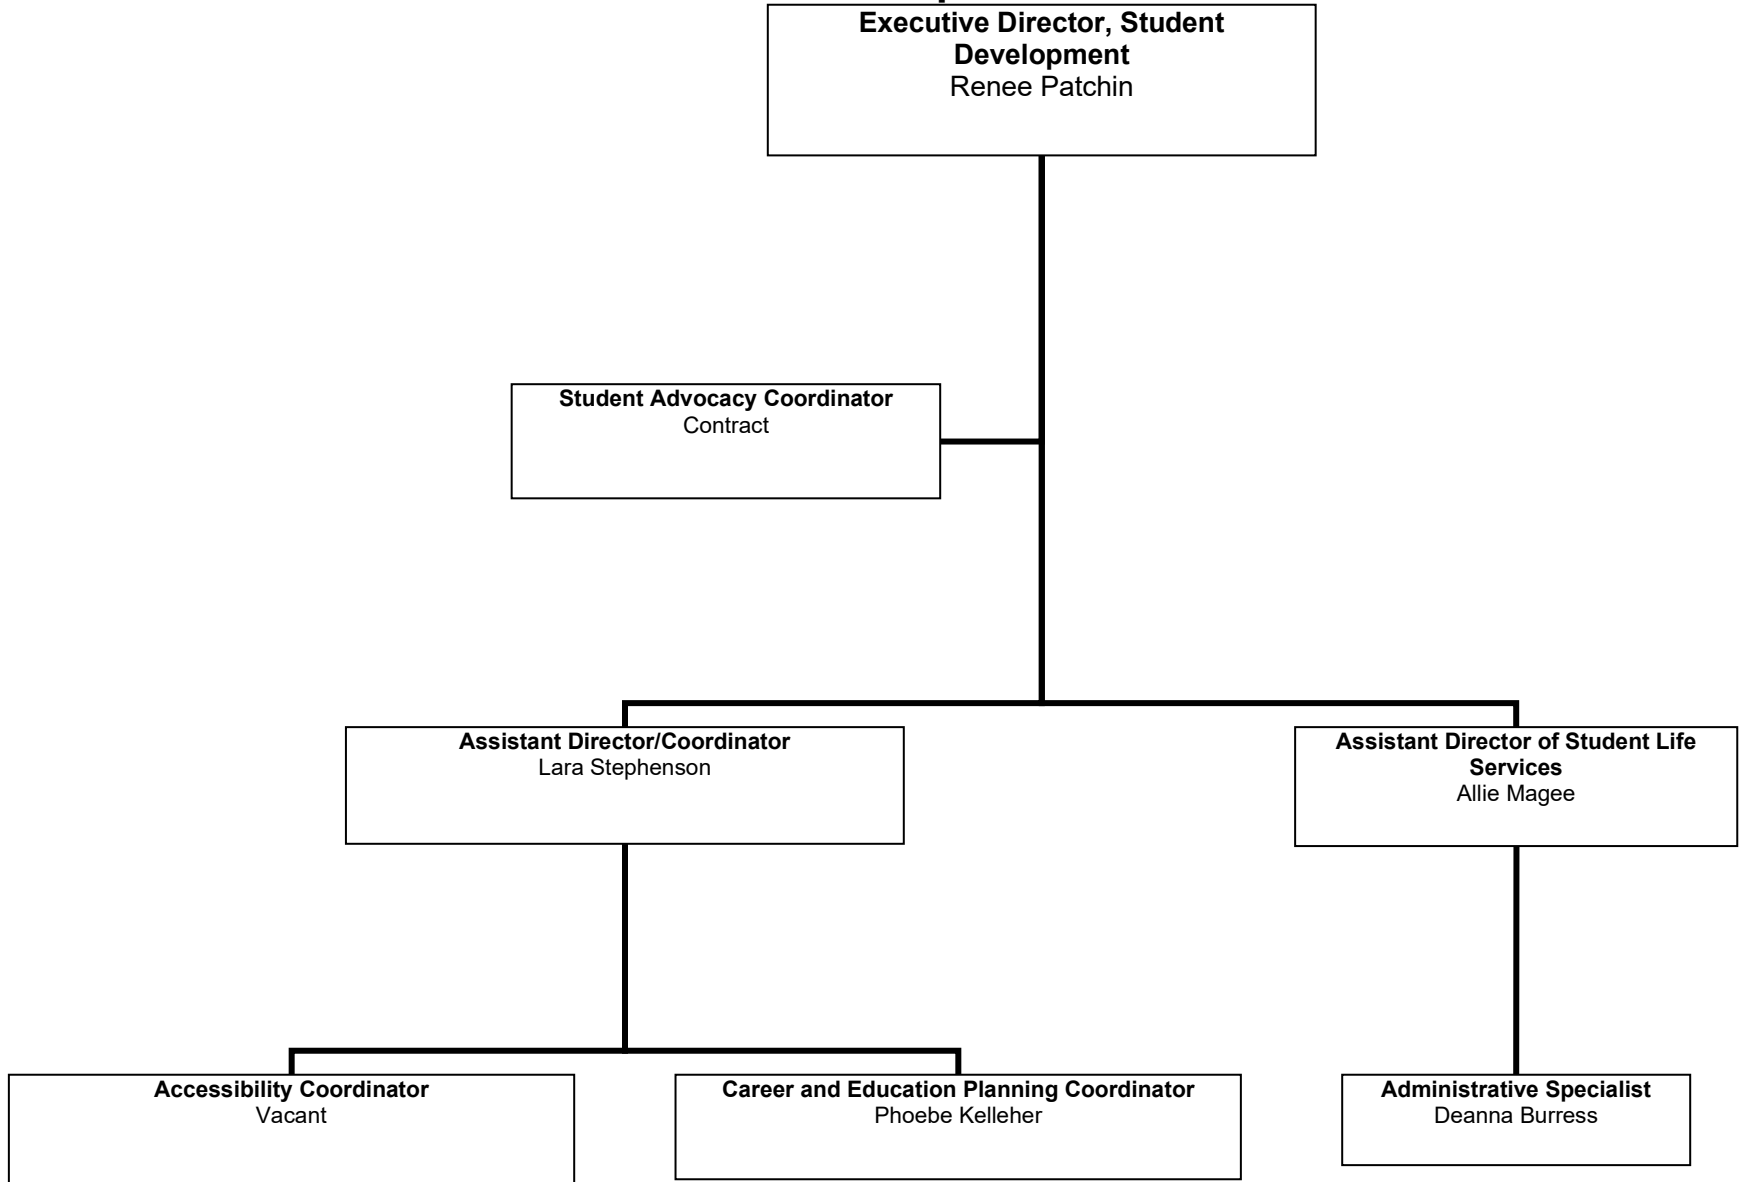 Executive Director, Student
Development
Renee Patchin
Student Advocacy Coordinator
Contract
Assistant Director/Coordinator
Lara Stephenson
Assistant Director of Student Life
Services
Allie Magee
Accessibility Coordinator
Vacant
Career and Education Planning Coordinator
Phoebe Kelleher
Administrative Specialist
Deanna Burress